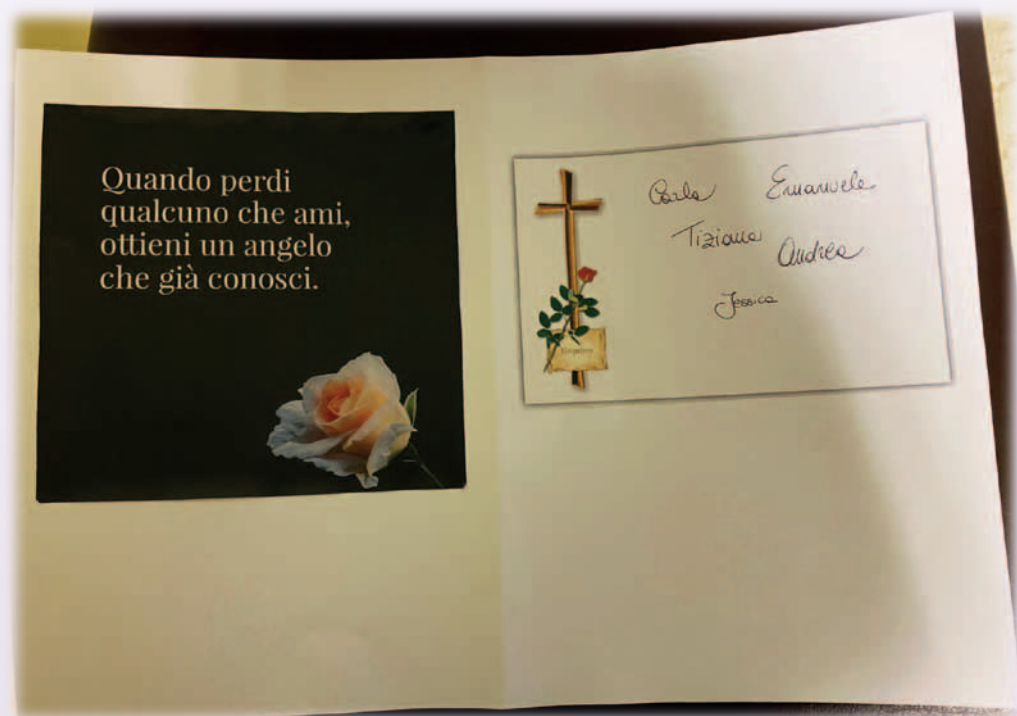 Quando perdi
qualcuno che ami,
ottieni un angelo
che già conosci.
Carla Emanuele
Tiziana Andrea
Jessica